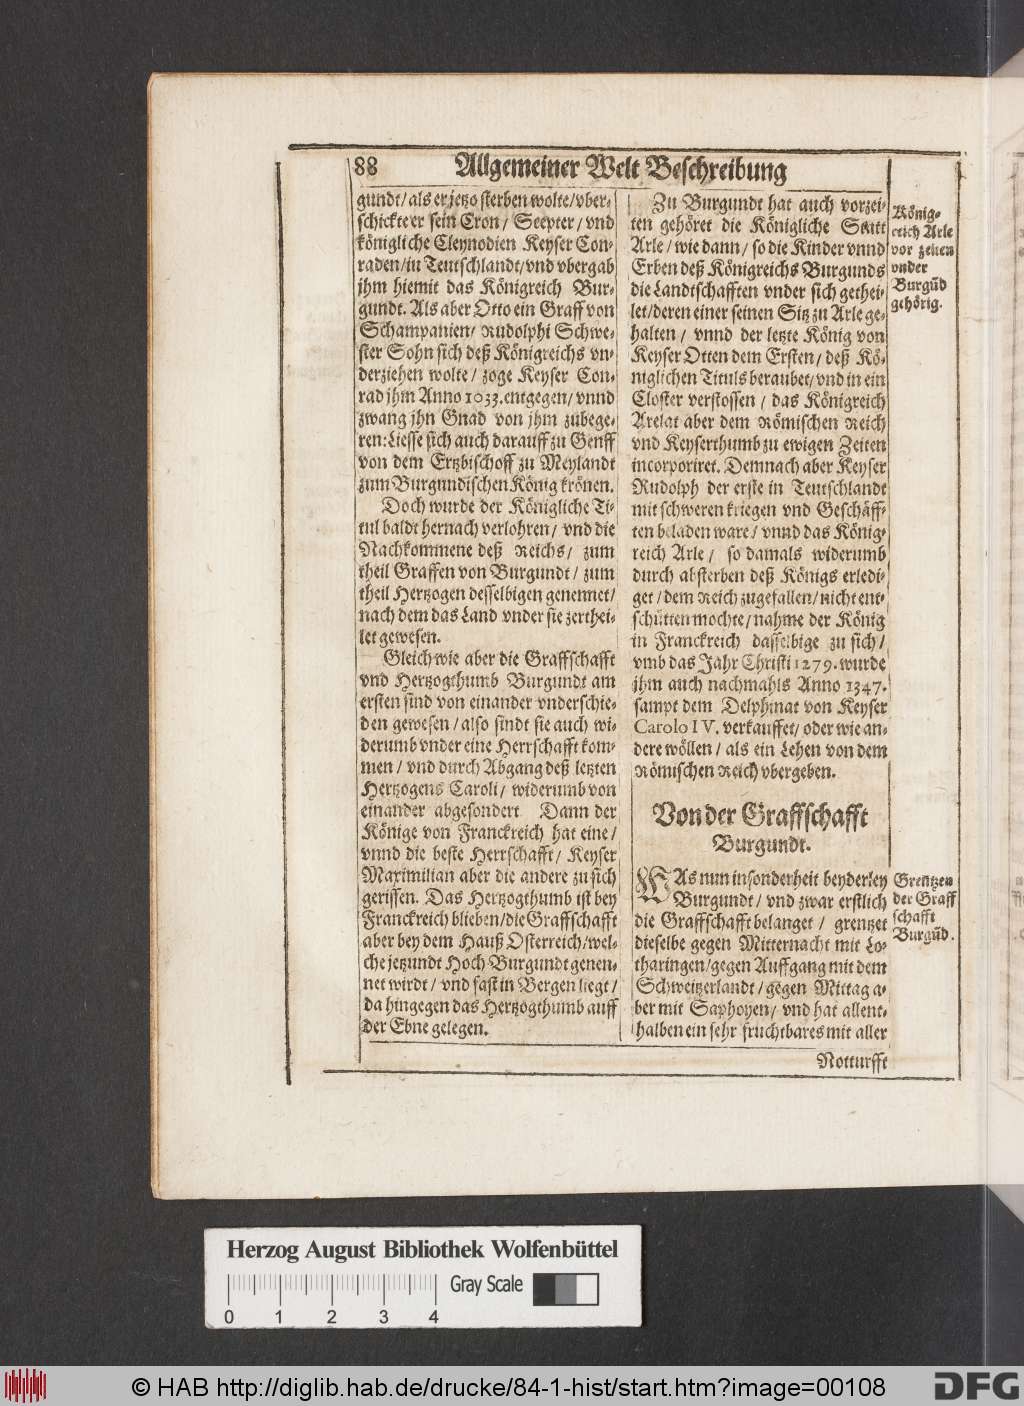 88 Allgemeiner Welt Beschreibung
gundt/als er jetzo sterben wolte/vber-
schickte er sein Cron/ Scepter/vnd
königliche Cleynodien Keyser Con-
raden/in Teutschlandt/vnd vbergab
jhm hiemit das Königreich Bur-
gundt. Als aber Otto ein Graff von
Schampanien/ Rudolphi Schwe-
ster Sohn sich deß Königreichs vn-
derziehen wolte/ zoge Keyser Con-
rad jhm Anno 1033. entgegen/ vnnd
zwang jhn Gnad von jhm zubege-
ren: Liesse sich auch darauff zu Genff
von dem Ertzbischoff zu Meylandt
zum Burgundischen König krönen.
Doch wurde der Königliche Ti-
tul baldt hernach verlohren/ vnd die
Nachkommene deß Reichs/ zum
theil Graffen von Burgundt/ zum
theil Hertzogen desselbigen genennet/
nach dem das Land vnder sie zerthei-
let gewesen.
Gleich wie aber die Graffschafft
vnd Hertzogthumb Burgundt am
ersten sind von einander vnderschie-
den gewesen/ also sindt sie auch wi-
derumb vnder eine Herrschafft kom-
men/ vnd durch Abgang deß letzten
Hertzogens Caroli/ widerumb von
einander abgesondert Dann der
Könige von Franckreich hat eine/
vnnd die beste Herrschafft/ Keyser
Maximilian aber die andere zu sich
gerissen. Das Hertzogthumb ist bey
Franckreich blieben/die Graffschafft
aber bey dem Hauß Osterreich/wel-
che jetzundt Hoch Burgundt genen-
net wirdt/ vnd fast in Bergen liegt/
da hingegen das Hertzogthumb auff
der Ebne gelegen.
Zu Burgundt hat auch vorzei-
ten gehöret die Königliche Statt
Arle/ wie dann/ so die Kinder vnnd
Erben deß Königreichs Burgunds
die Landtschafften vnder sich gethei-
let/deren einer seinen Sitz zu Arle ge-
halten/ vnnd der letzte König von
Keyser Otten dem Ersten/ deß Kö-
niglichen Tituls beraubet/ vnd in ein
Closter verstossen/ das Königreich
Arelat aber dem Römischen Reich
vnd Keyserthumb zu ewigen Zeiten
incorporiret. Demnach aber Keyser
Rudolph der erste in Teutschlandt
mit schweren kriegen vnd Geschäff-
ten beladen ware/ vnnd das König-
reich Arle/ so damals widerumb
durch absterben deß Königs erledi-
get/ dem Reich zugefallen/ nicht ent-
schütten mochte/ nahme der König
in Franckreich dasselbige zu sich/
vmb das Jahr Christi 1279. wurde
jhm auch nachmahls Anno 1347.
sampt dem Delphinat von Keyser
Carolo IV. verkauffet/ oder wie an-
dere wöllen/ als ein Lehen von dem
Römischen Reich vbergeben.
Von der Graffschafft
Burgundt.
WAs nun insonderheit beyderley
Burgundt/ vnd zwar erstlich
die Graffschafft belanget/ grentzet
dieselbe gegen Mitternacht mit Lo-
tharingen/gegen Auffgang mit dem
Schweitzerlandt/ gegen Mittag a-
ber mit Saphoyen/ vnd hat allent-
halben ein sehr fruchtbares mit aller
Notturfft
König-
reich Arle
vor zeiten
vnder
Burgūd
gehörig.
Grentzen
der Graff
schafft
Burgūd.
Herzog August Bibliothek Wolfenbüttel
Gray Scale
0 1 2 3 4
© HAB http://diglib.hab.de/drucke/84-1-hist/start.htm?image=00108
DFG